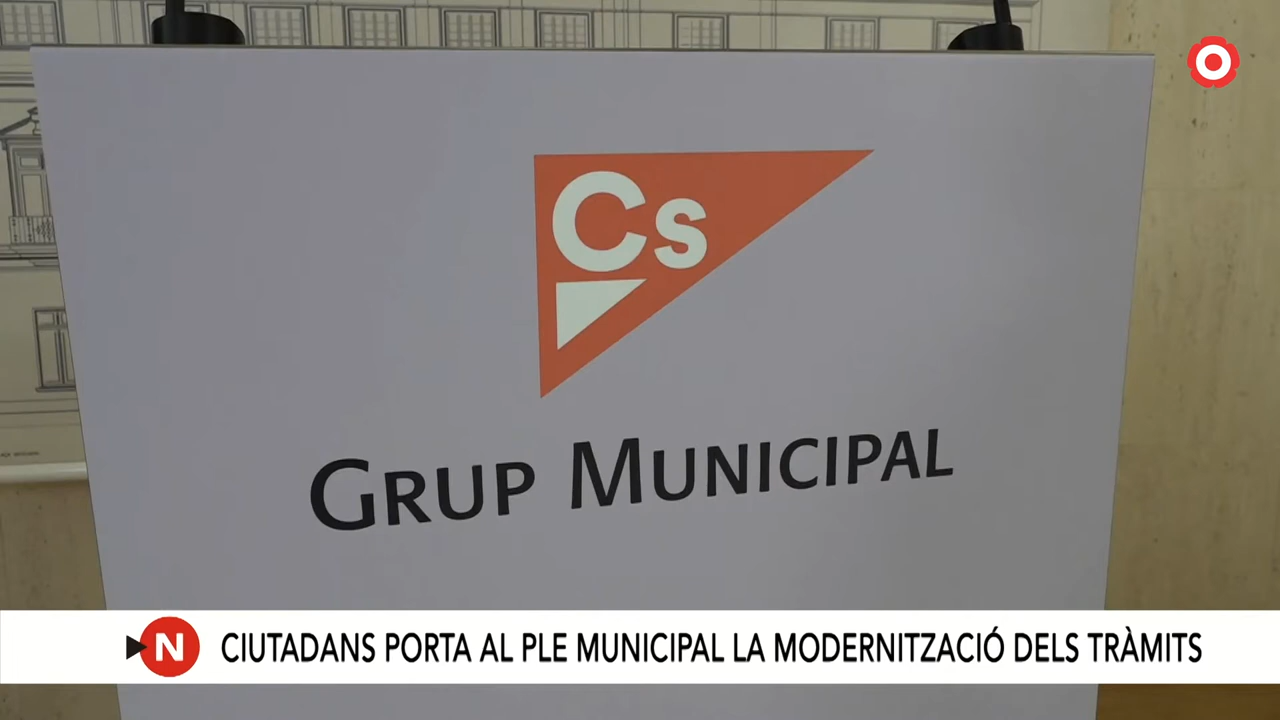 Cs
GRUP MUNICIPAL
N CIUTADANS PORTA AL PLE MUNICIPAL LA MODERNITZACIÓ DELS TRÀMITS